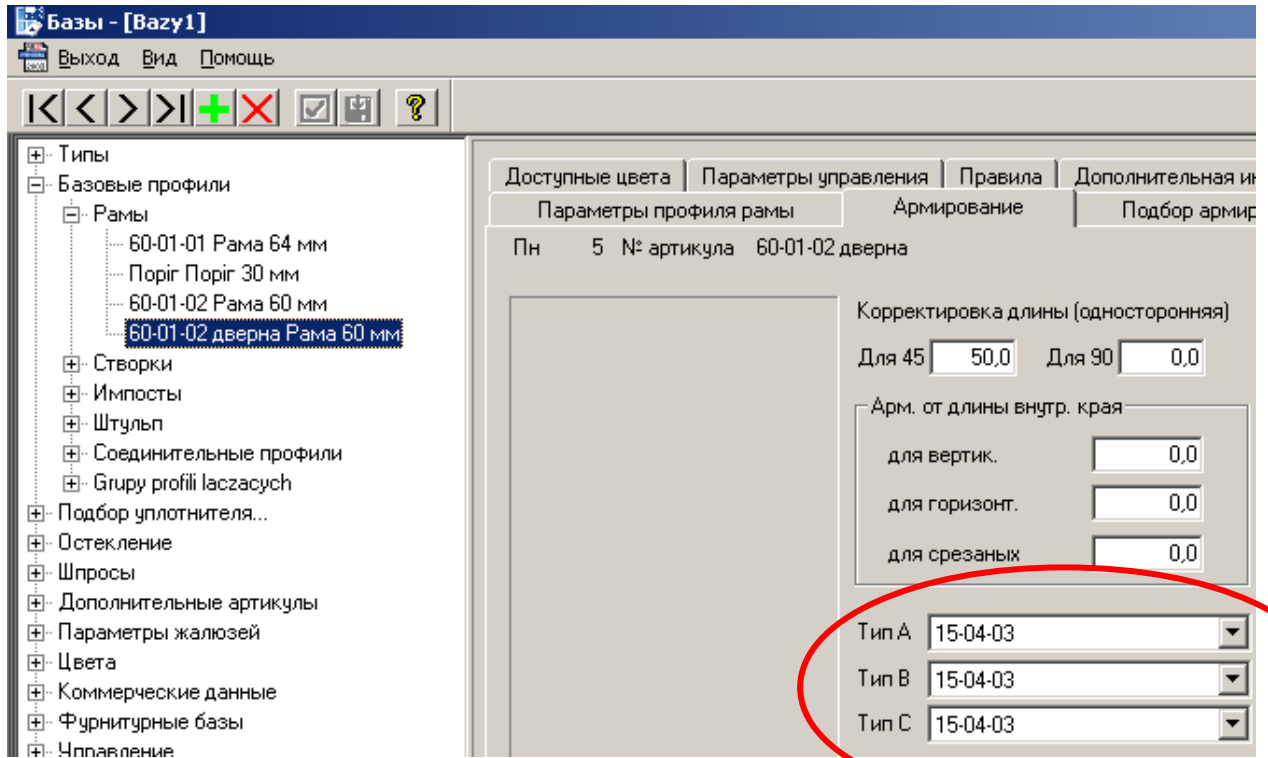 Базы - [Bazy1]
Выход Вид Помощь
Типы
Базовые профили
Рамы
60-01-01 Рама 64 мм
Поріг Поріг 30 мм
60-01-02 Рама 60 мм
60-01-02 дверна Рама 60 мм
Створки
Импосты
Штульп
Соединительные профили
Grupy profili laczacych
Подбор уплотнителя...
Остекление
Шпросы
Дополнительные артикулы
Параметры жалюзей
Цвета
Коммерческие данные
Фурнитурные базы
Управление
Доступные цвета Параметры управления Правила Дополнительная ин
Параметры профиля рамы Армирование Подбор армир
Пн 5 № артикула 60-01-02 дверна
Корректировка длины (односторонняя)
Для 45 50,0 Для 90 0,0
Арм. от длины внутр. края
для вертик. 0,0
для горизонт. 0,0
для срезаных 0,0
Тип A 15-04-03
Тип B 15-04-03
Тип C 15-04-03